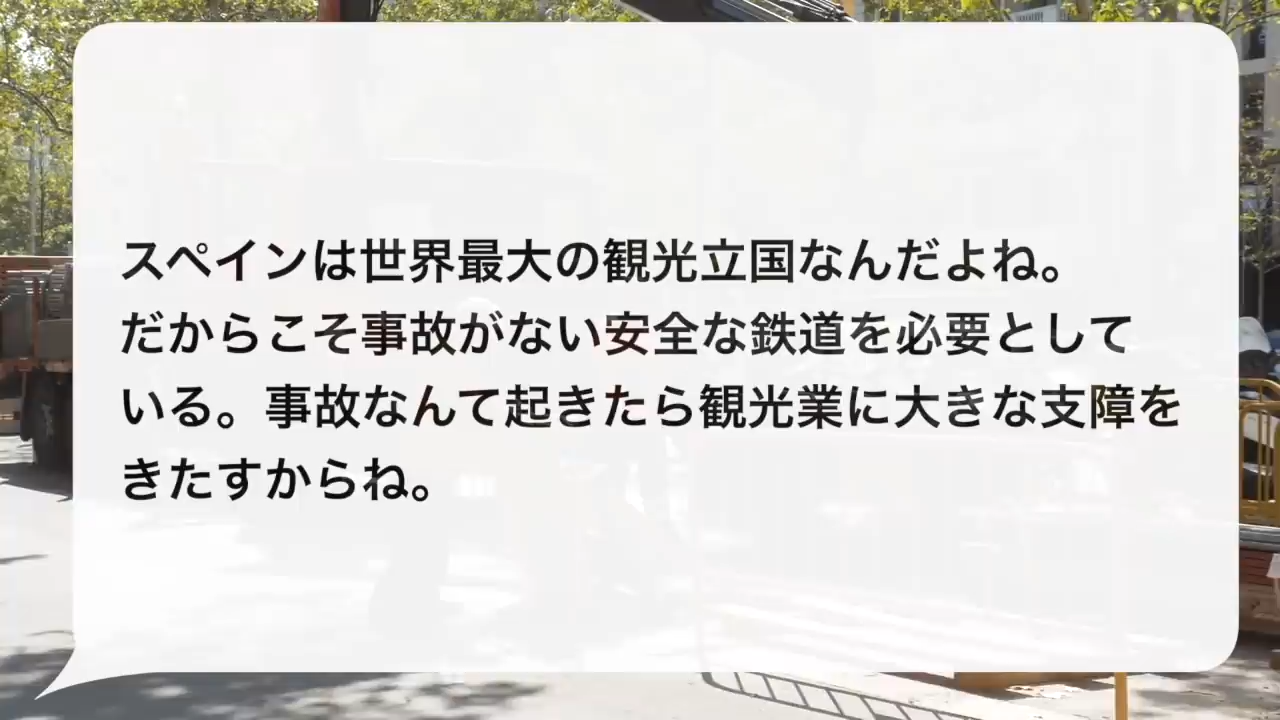 スペインは世界最大の観光立国なんだよね。
だからこそ事故がない安全な鉄道を必要として
いる。事故なんて起きたら観光業に大きな支障を
きたすからね。